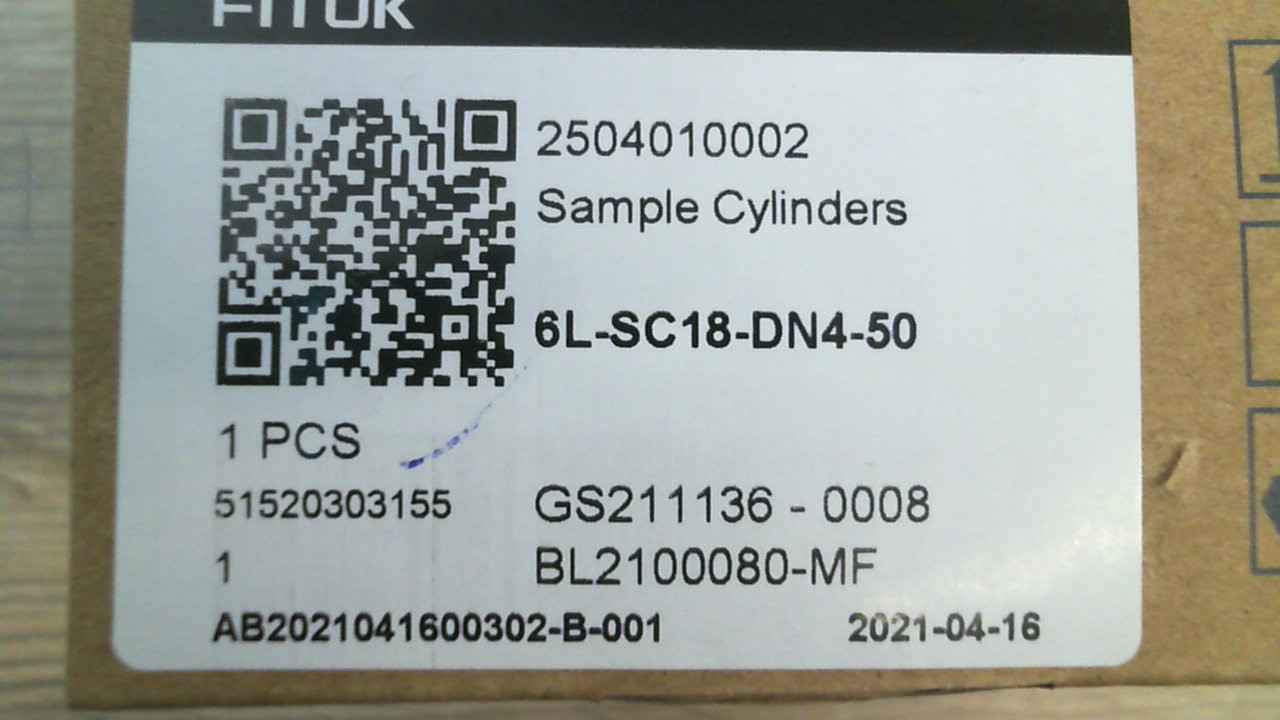 FITOK
2504010002
Sample Cylinders
6L-SC18-DN4-50
1 PCS
51520303155 GS211136 - 0008
1 BL2100080-MF
AB2021041600302-B-001 2021-04-16